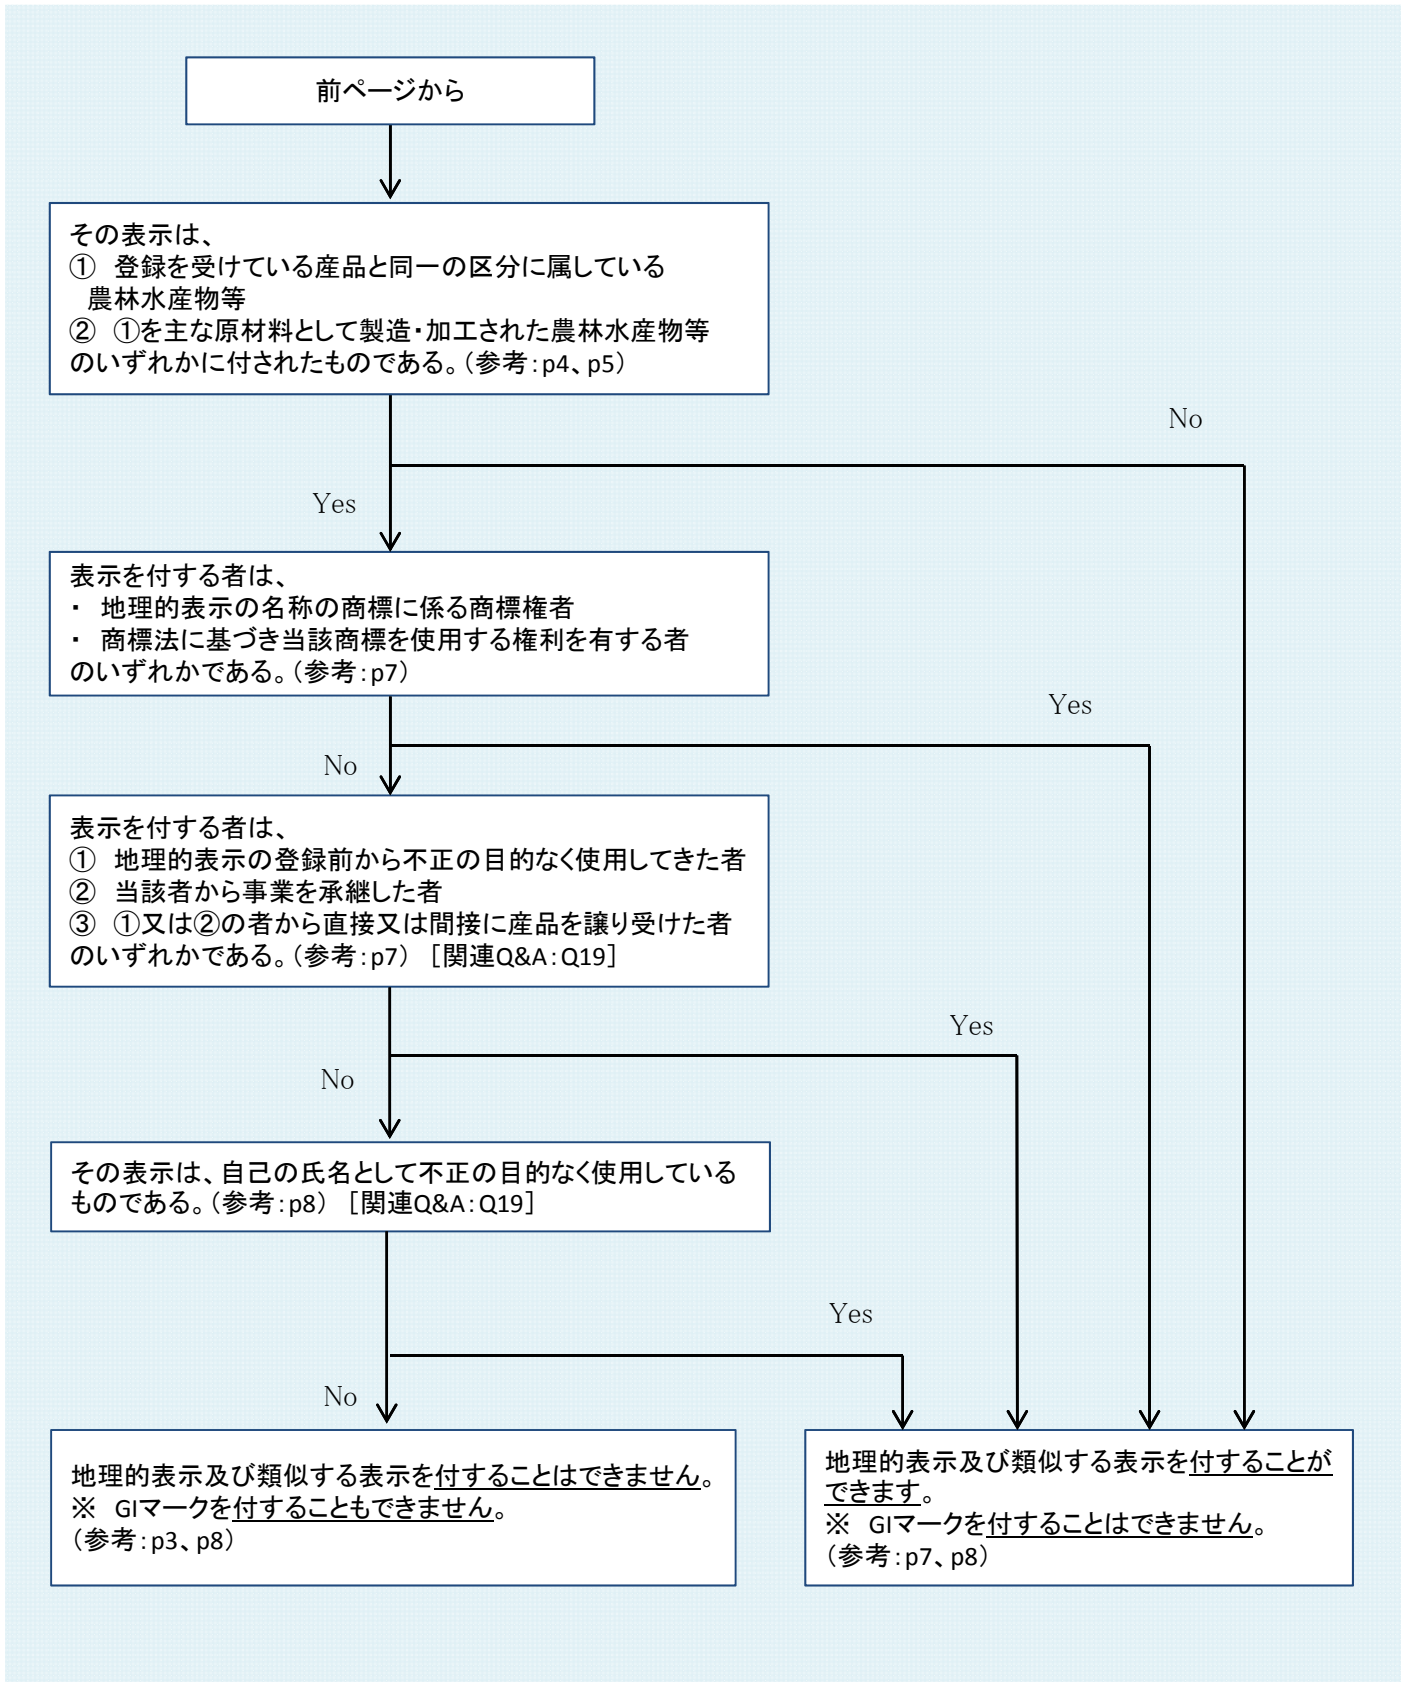 前ページから
その表示は、
① 登録を受けている産品と同一の区分に属している
農林水産物等
② ①を主な原材料として製造・加工された農林水産物等
のいずれかに付されたものである。（参考：p4、p5）
No
Yes
表示を付する者は、
・ 地理的表示の名称の商標に係る商標権者
・ 商標法に基づき当該商標を使用する権利を有する者
のいずれかである。（参考：p7）
Yes
No
表示を付する者は、
① 地理的表示の登録前から不正の目的なく使用してきた者
② 当該者から事業を承継した者
③ ①又は②の者から直接又は間接に産品を譲り受けた者
のいずれかである。（参考：p7） ［関連Q&A：Q19］
Yes
No
その表示は、自己の氏名として不正の目的なく使用している
ものである。（参考：p8） ［関連Q&A：Q19］
Yes
No
地理的表示及び類似する表示を付することはできません。
※ GIマークを付することもできません。
（参考：p3、p8）
地理的表示及び類似する表示を付することが
できます。
※ GIマークを付することはできません。
（参考：p7、p8）